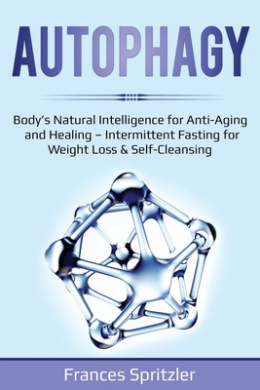 AUTOPHAGY
Body's Natural Intelligence for Anti-Aging
and Healing – Intermittent Fasting for
Weight Loss & Self-Cleansing
Frances Spritzler